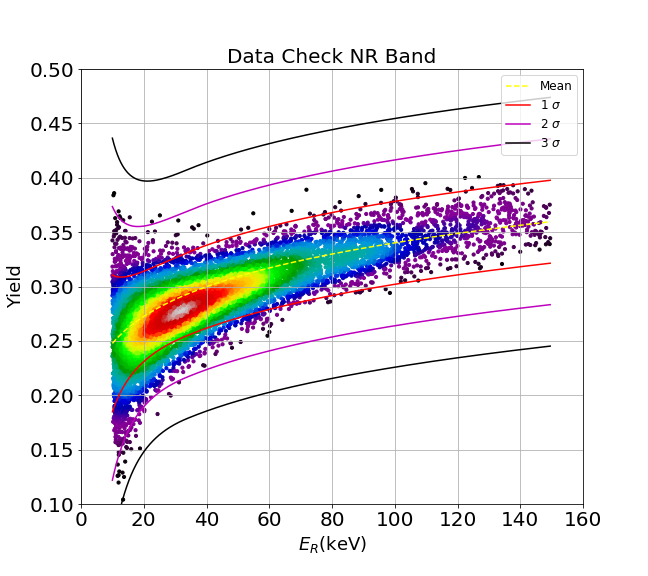 Data Check NR Band
Mean
1 σ
2 σ
3 σ
Yield
0.50
0.45
0.40
0.35
0.30
0.25
0.20
0.15
0.10
0 20 40 60 80 100 120 140 160
E_R(keV)